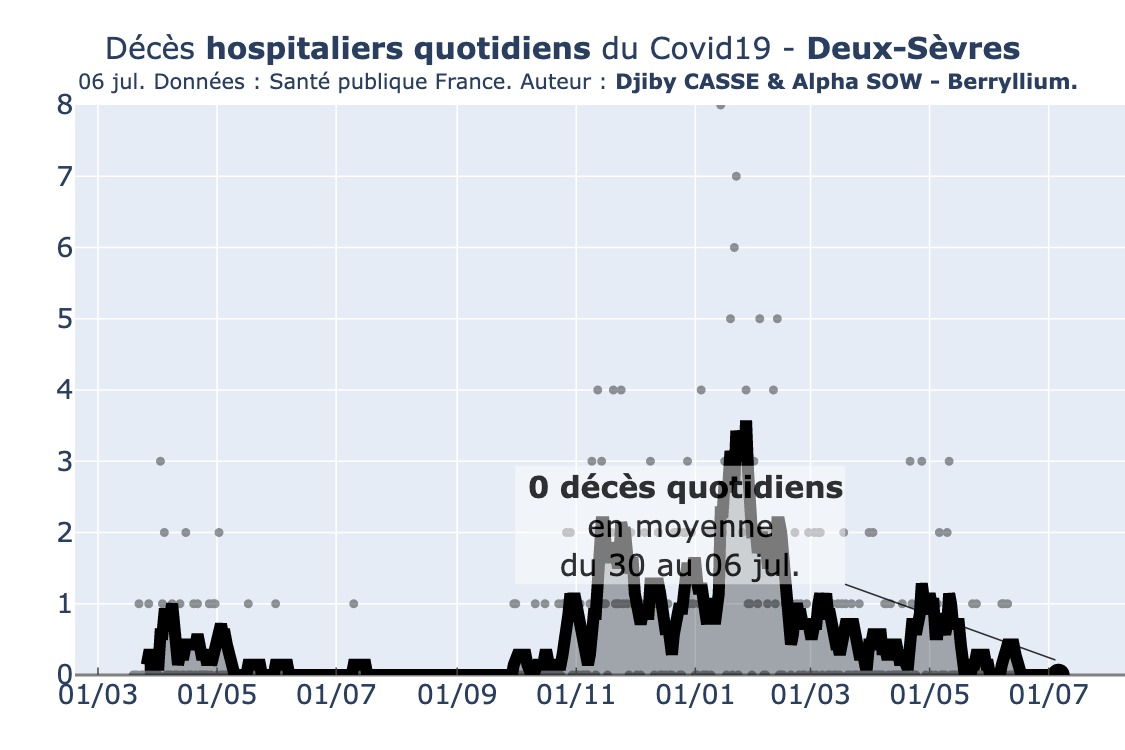 Décès hospitaliers quotidiens du Covid19 - Deux-Sèvres
06 jul. Données : Santé publique France. Auteur : Djiby CASSE & Alpha SOW - Berryllium.
8
7
6
5
4
3
0 décès quotidiens
en moyenne
2
du 30 au 06 jul.
1
0
01/03 01/05 01/07 01/09 01/11 01/01 01/03 01/05 01/07